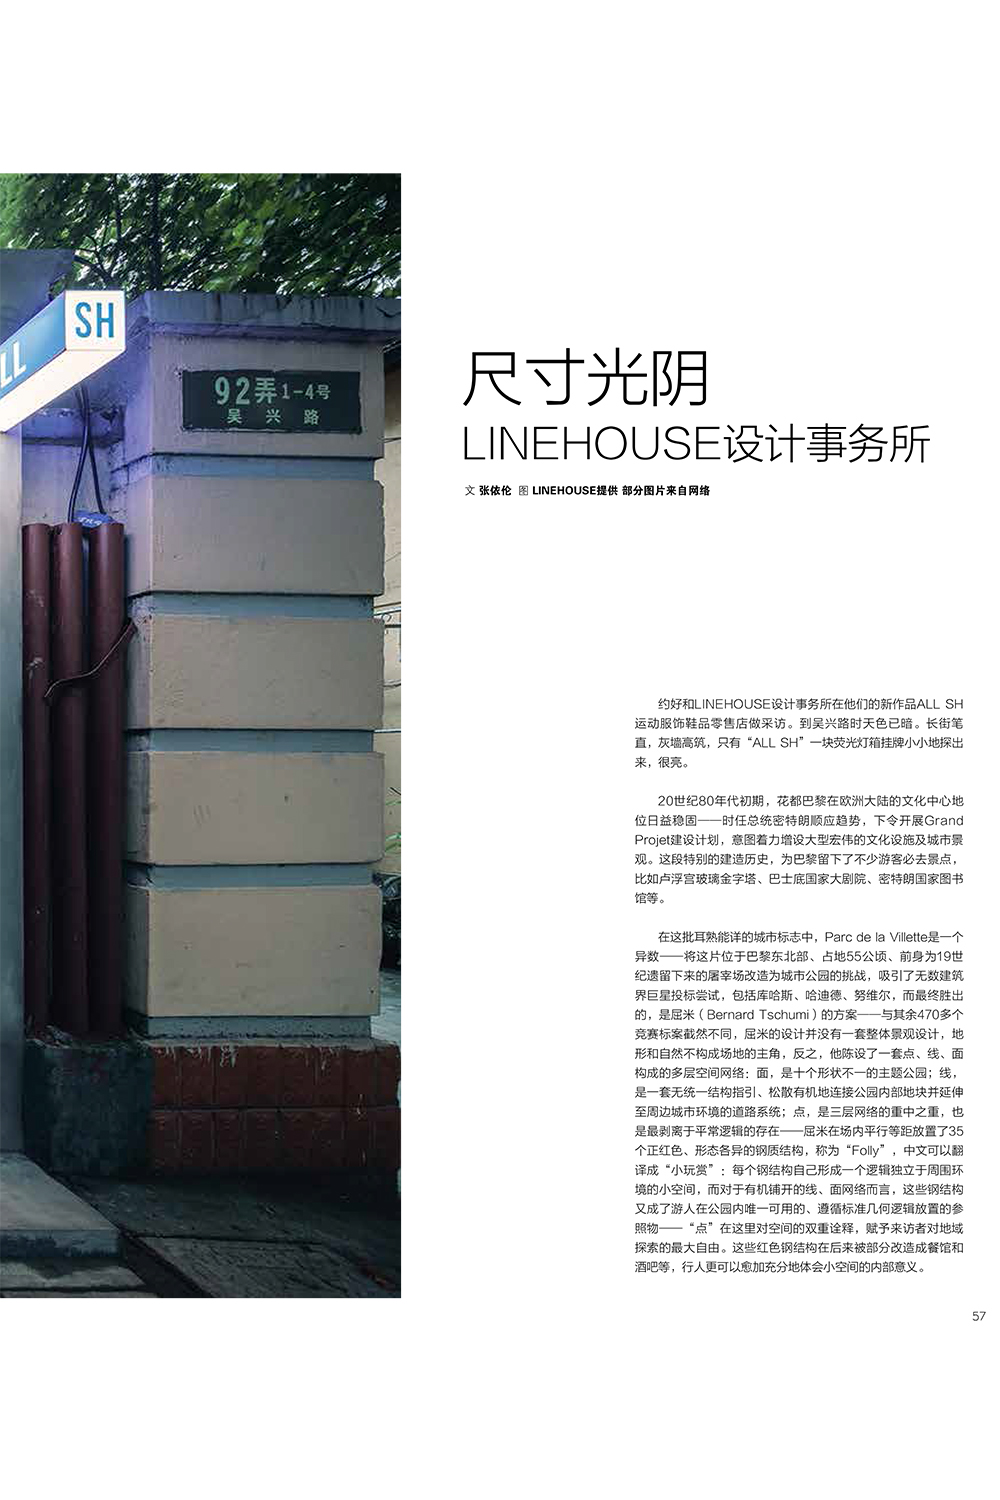 SH
LL
92弄1-4号
吴兴路
尺寸光阴
LINEHOUSE设计事务所
文 张依伦 图 LINEHOUSE提供 部分图片来自网络
约好和LINEHOUSE设计事务所在他们的新作品ALL SH
运动服饰鞋品零售店做采访。到吴兴路时天色已暗。长街笔
直，灰墙高筑，只有“ALL SH”一块荧光灯箱挂牌小小地探出
来，很亮。
20世纪80年代初期，花都巴黎在欧洲大陆的文化中心地
位日益稳固——时任总统密特朗顺应趋势，下令开展Grand
Projet建设计划，意图着力增设大型宏伟的文化设施及城市景
观。这段特别的建造历史，为巴黎留下了不少游客必去景点，
比如卢浮宫玻璃金字塔、巴士底国家大剧院、密特朗国家图书
馆等。
在这批耳熟能详的城市标志中，Parc de la Villette是一个
异数——将这片位于巴黎东北部、占地55公顷、前身为19世
纪遗留下来的屠宰场改造为城市公园的挑战，吸引了无数建筑
界巨星投标尝试，包括库哈斯、哈迪德、努维尔，而最终胜出
的，是屈米（Bernard Tschumi）的方案——与其余470多个
竞赛标案截然不同，屈米的设计并没有一套整体景观设计，地
形和自然不构成场地的主角，反之，他陈设了一套点、线、面
构成的多层空间网络：面，是十个形状不一的主题公园；线，
是一套无统一结构指引、松散有机地连接公园内部地块并延伸
至周边城市环境的道路系统；点，是三层网络的重中之重，也
是最剥离于平常逻辑的存在——屈米在场内平行等距放置了35
个正红色、形态各异的钢质结构，称为“Folly”，中文可以翻
译成“小玩赏”：每个钢结构自己形成一个逻辑独立于周围环
境的小空间，而对于有机铺开的线、面网络而言，这些钢结构
又成了游人在公园内唯一可用的、遵循标准几何逻辑放置的参
照物——“点”在这里对空间的双重诠释，赋予来访者对地域
探索的最大自由。这些红色钢结构在后来被部分改造成餐馆和
酒吧等，行人更可以愈加充分地体会小空间的内部意义。
57